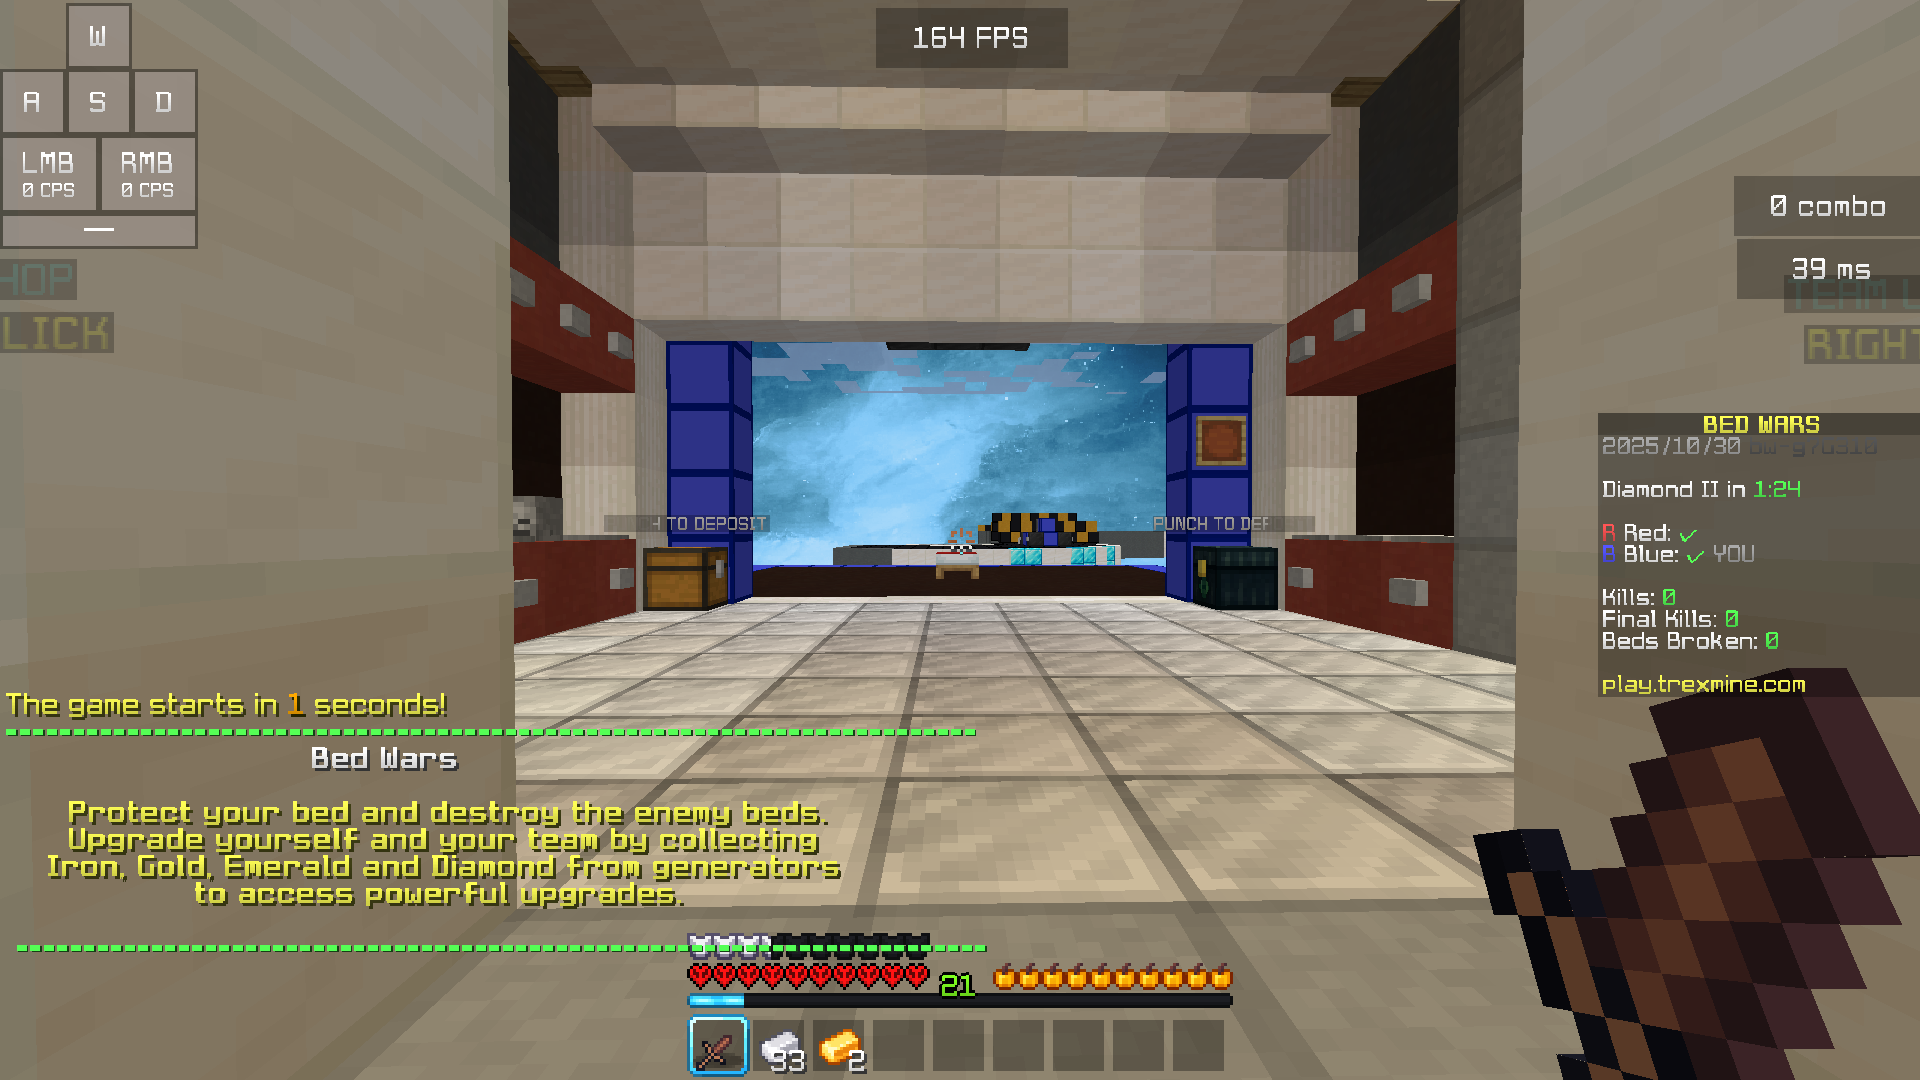 W
164 FPS
A S D
LMB RMB
0 CPS 0 CPS
0 combo
39 ms
LICK
RIGHT
BED WARS
2025/10/30
Diamond II in 1:24
TO DEPOSIT
PUNCH TO
R Red: ✓
B Blue: ✓ YOU
Kills: 0
Final Kills: 0
Beds Broken: 0
play.trexmine.com
The game starts in 1 seconds!
Bed Wars
Protect your bed and destroy the enemy beds.
Upgrade yourself and your team by collecting
Iron, Gold, Emerald and Diamond from generators
to access powerful upgrades.
21
33 2